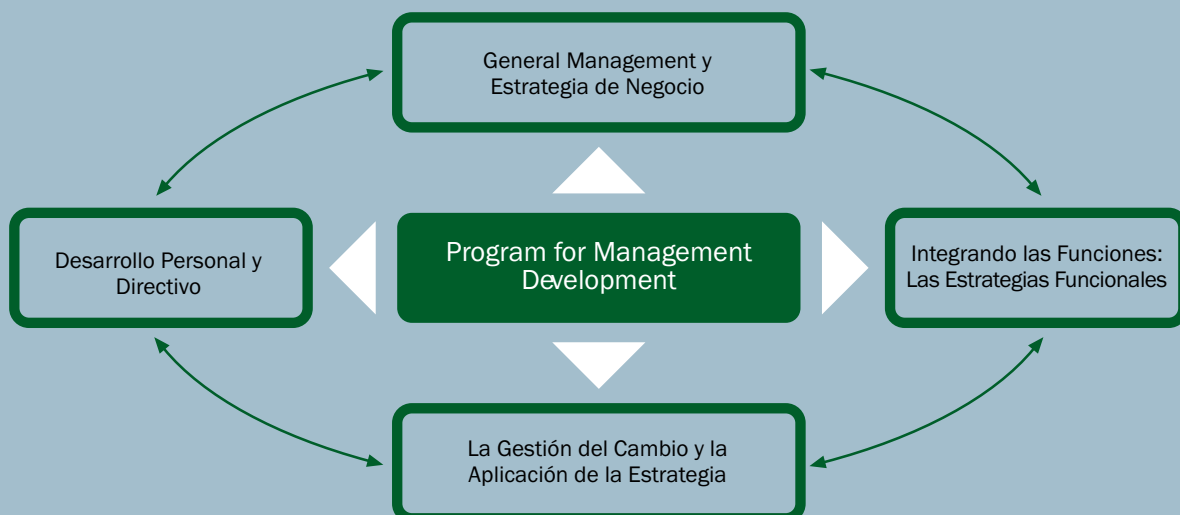 General Management y
Estrategia de Negocio
Desarrollo Personal y
Directivo
Program for Management
Development
Integrando las Funciones:
Las Estrategias Funcionales
La Gestión del Cambio y la
Aplicación de la Estrategia